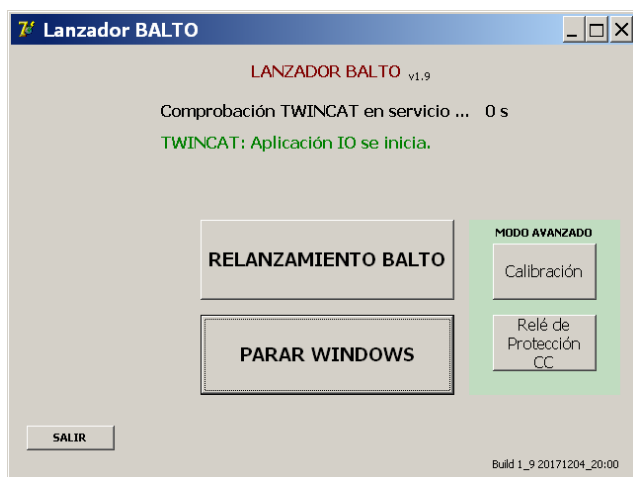 Lanzador BALTO
LANZADOR BALTO v1.9
Comprobación TWINCAT en servicio ... 0 s
TWINCAT: Aplicación IO se inicia.
RELANZAMIENTO BALTO
PARAR WINDOWS
MODO AVANZADO
Calibración
Relé de
Protección
CC
SALIR
Build 1_9 20171204_20:00